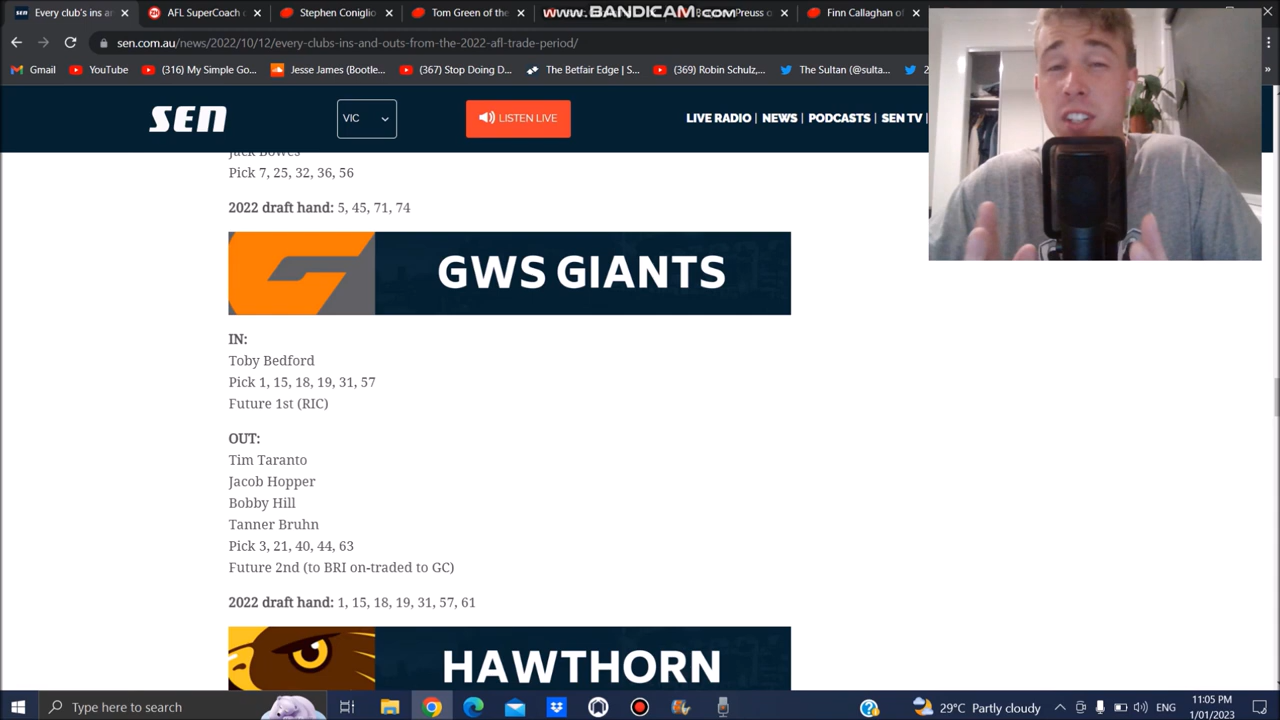 Every club's ins ar
AFL SuperCoach
Stephen Coniglio
Tom Green of the
www.BANDICAM.com
Preuss o
Finn Callaghan of
sen.com.au/news/2022/10/12/every-clubs-ins-and-outs-from-the-2022-afl-trade-period/
Gmail
YouTube
(316) My Simple Go...
Jesse James (Bootle...
(367) Stop Doing D...
The Betfair Edge | S...
(369) Robin Schulz,...
The Sultan (@sulta...
SEN
VIC
LISTEN LIVE
LIVE RADIO | NEWS | PODCASTS | SEN TV |
Jack Bowes
Pick 7, 25, 32, 36, 56
2022 draft hand: 5, 45, 71, 74
GWS GIANTS
IN:
Toby Bedford
Pick 1, 15, 18, 19, 31, 57
Future 1st (RIC)
OUT:
Tim Taranto
Jacob Hopper
Bobby Hill
Tanner Bruhn
Pick 3, 21, 40, 44, 63
Future 2nd (to BRI on-traded to GC)
2022 draft hand: 1, 15, 18, 19, 31, 57, 61
HAWTHORN
Type here to search
29°C Partly cloudy
ENG
11:05 PM
1/01/2023